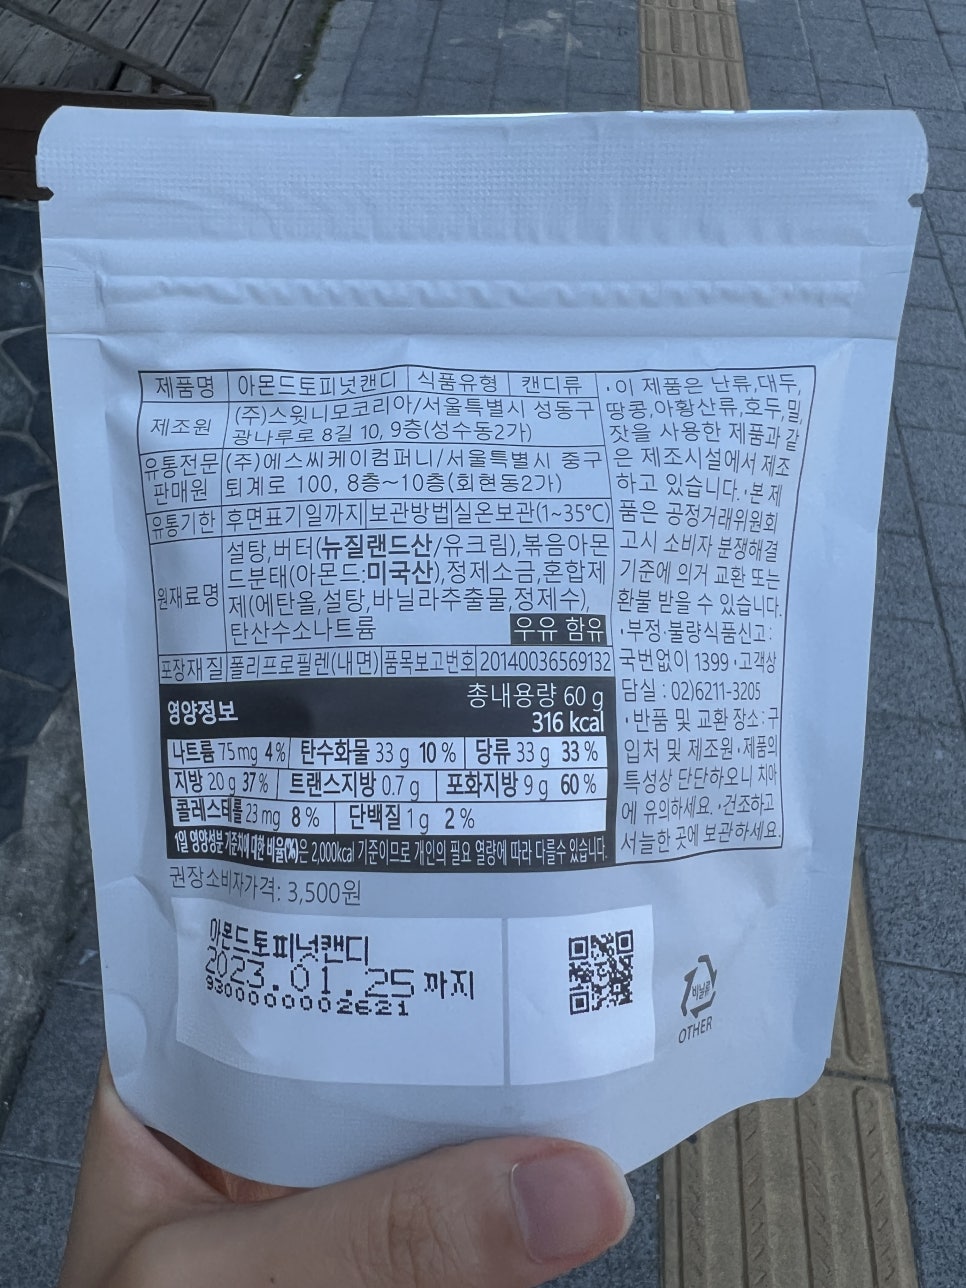 제품명 아몬드토피넛캔디 식품유형 캔디류
제조원 (주)스윗니모코리아/서울특별시 성동구
광나루로 8길 10, 9층(성수동2가)
유통전문판매원 (주)에스씨케이컴퍼니/서울특별시 중구
퇴계로 100, 8층~10층(회현동2가)
유통기한 후면표기일까지 보관방법 실온보관(1~35℃)
원재료명 설탕,버터(뉴질랜드산/유크림),볶음아몬
드분태(아몬드:미국산),정제소금,혼합제
제(에탄올,설탕,바닐라추출물,정제수),
탄산수소나트륨 우유 함유
포장재질 폴리프로필렌(내면) 품목보고번호 20140036569132
영양정보 총내용량 60 g
316 kcal
나트륨 75 mg 4% 탄수화물 33 g 10 % 당류 33 g 33 %
지방 20 g 37% 트랜스지방 0.7 g 포화지방 9 g 60 %
콜레스테롤 23 mg 8 % 단백질 1 g 2 %
1일 영양성분 기준치에 대한 비율(%)은 2,000kcal 기준이므로 개인의 필요 열량에 따라 다를수 있습니다.
·이 제품은 난류,대두,
땅콩,아황산류,호두,밀,
잣을 사용한 제품과 같
은 제조시설에서 제조
하고 있습니다.·본 제
품은 공정거래위원회
고시 소비자 분쟁해결
기준에 의거 교환 또는
환불 받을 수 있습니다.
·부정·불량식품신고 :
국번없이 1399 ·고객상
담실 : 02)6211-3205
·반품 및 교환 장소 : 구
입처 및 제조원 ·제품의
특성상 단단하오니 치아
에 유의하세요. ·건조하고
서늘한 곳에 보관하세요.
권장소비자가격: 3,500원
아몬드토피넛캔디
2023.01.25 까지
9300000002621
비닐류
OTHER